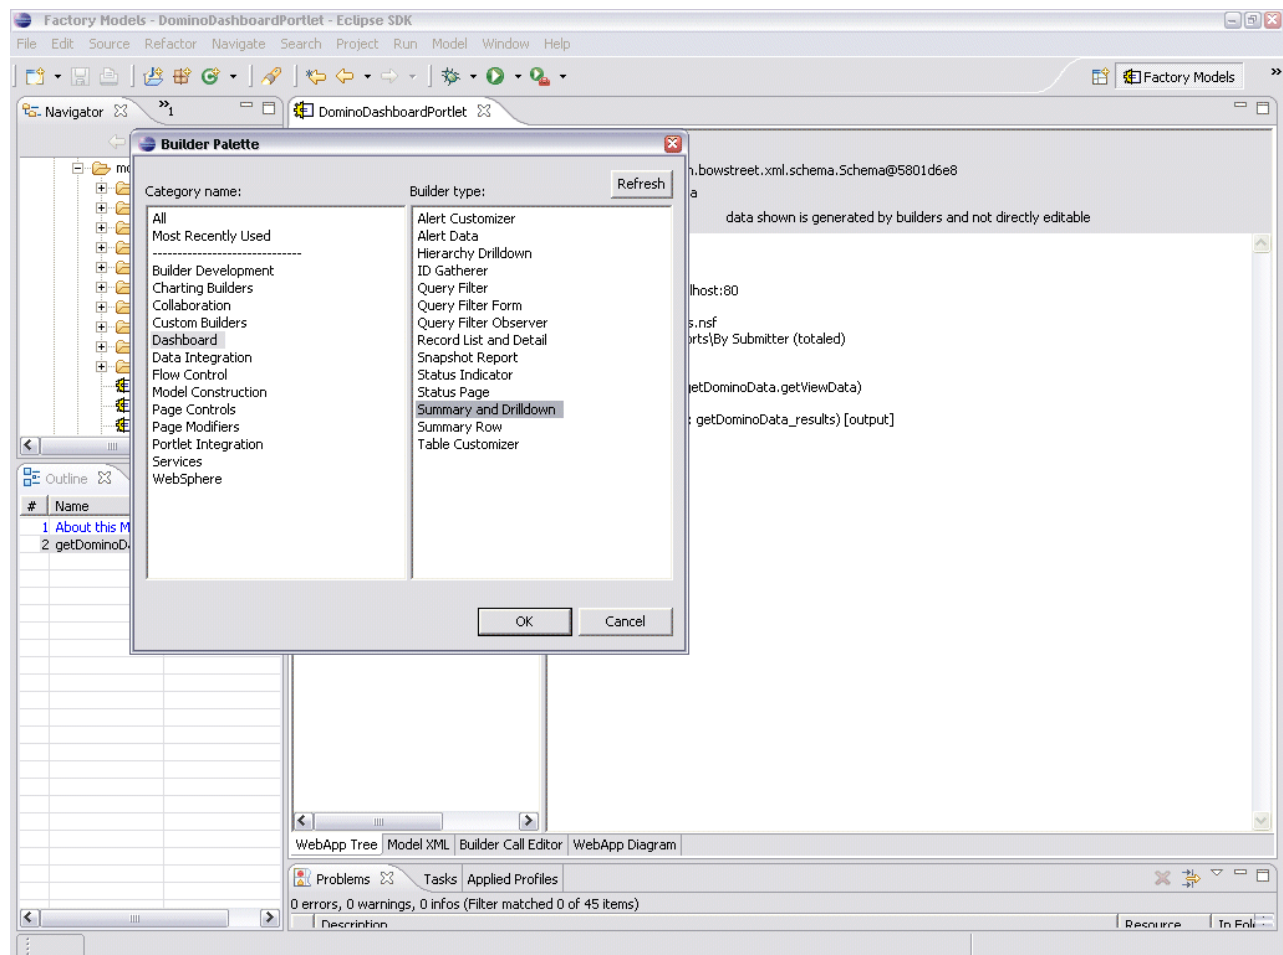 Factory Models - DominoDashboardPortlet - Eclipse SDK
File Edit Source Refactor Navigate Search Project Run Model Window Help
Factory Models »
Navigator »1
DominoDashboardPortlet
Builder Palette
Category name:
All
Most Recently Used
------------------------------
Builder Development
Charting Builders
Collaboration
Custom Builders
Dashboard
Data Integration
Flow Control
Model Construction
Page Controls
Page Modifiers
Portlet Integration
Services
WebSphere
Builder type:
Refresh
Alert Customizer
Alert Data
Hierarchy Drilldown
ID Gatherer
Query Filter
Query Filter Form
Query Filter Observer
Record List and Detail
Snapshot Report
Status Indicator
Status Page
Summary and Drilldown
Summary Row
Table Customizer
OK Cancel
.bowstreet.xml.schema.Schema@5801d6e8
a
data shown is generated by builders and not directly editable
lhost:80
s.nsf
rts\By Submitter (totaled)
getDominoData.getViewData)
: getDominoData_results) [output]
mo
Outline
# Name
1 About this M
2 getDominoDa
WebApp Tree Model XML Builder Call Editor WebApp Diagram
Problems Tasks Applied Profiles
0 errors, 0 warnings, 0 infos (Filter matched 0 of 45 items)
Description Resource In Fold